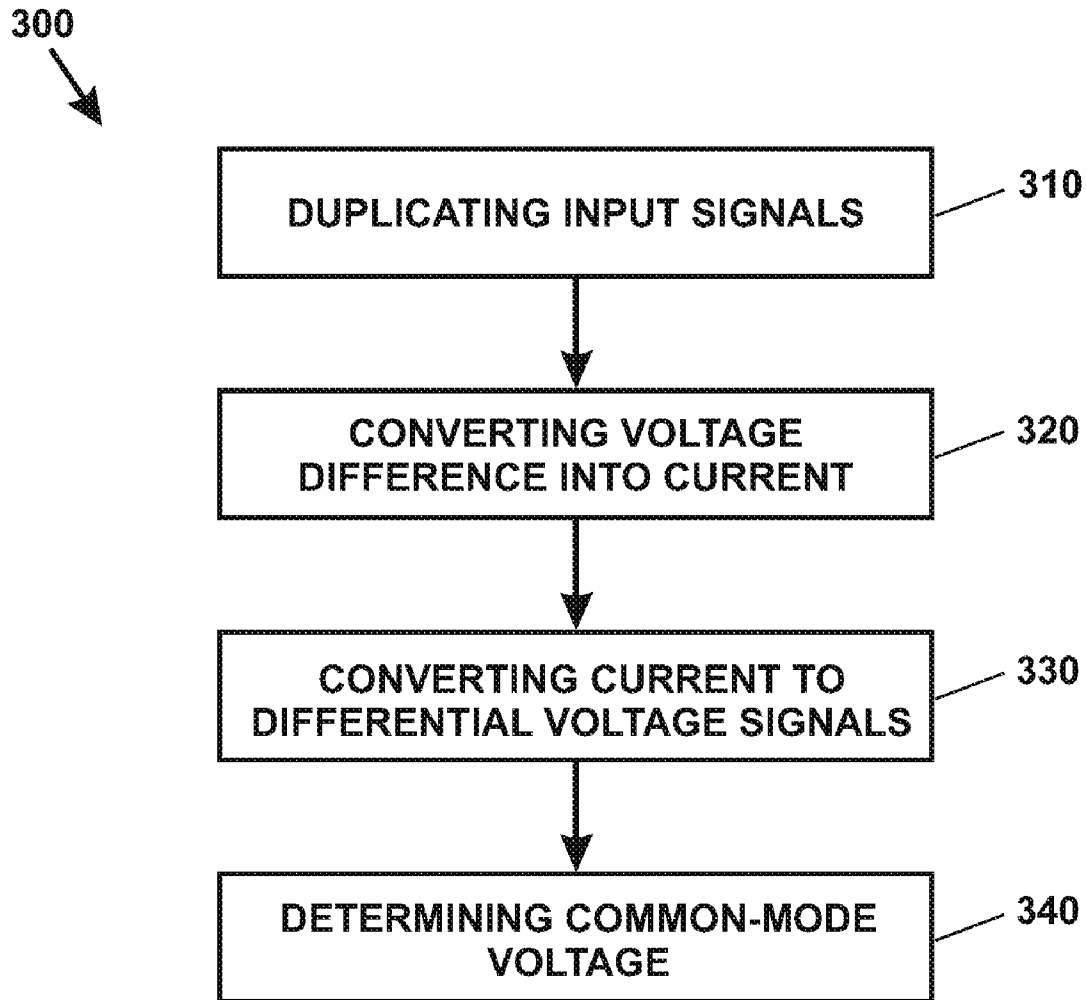 300
DUPLICATING INPUT SIGNALS
310
CONVERTING VOLTAGE
DIFFERENCE INTO CURRENT
320
CONVERTING CURRENT TO
DIFFERENTIAL VOLTAGE SIGNALS
330
DETERMINING COMMON-MODE
VOLTAGE
340